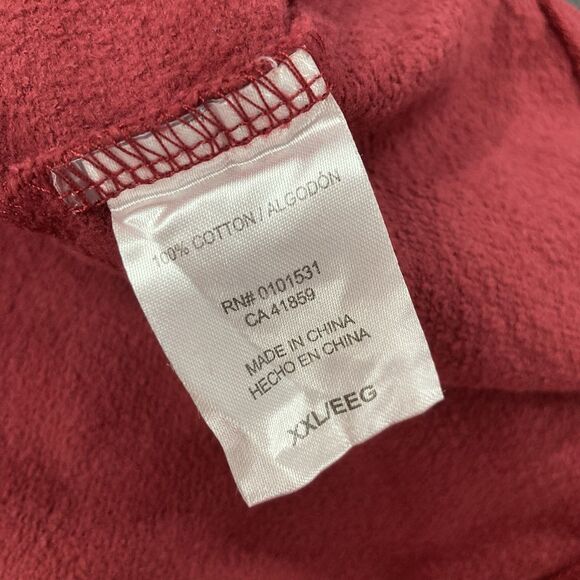 100% COTTON / ALGODÓN
RN# 0101531
CA 41859
MADE IN CHINA
HECHO EN CHINA
XXL/EEG